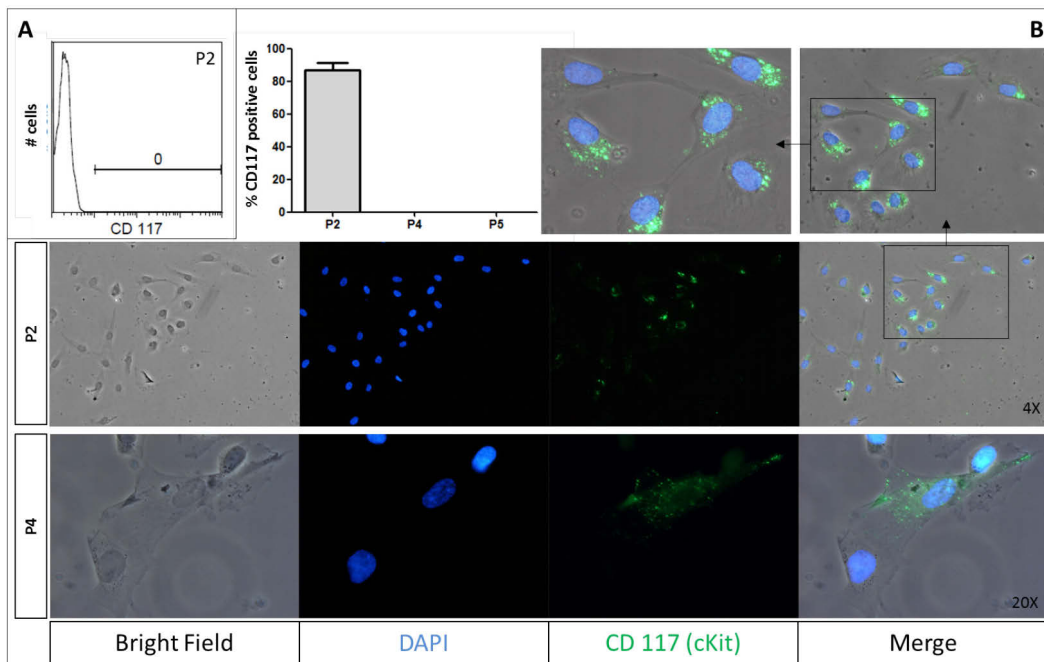 A
P2
# cells
0
CD 117
% CD117 positive cells
100
80
60
40
20
0
P2
P4
P5
B
P2
4X
P4
20X
Bright Field
DAPI
CD 117 (cKit)
Merge